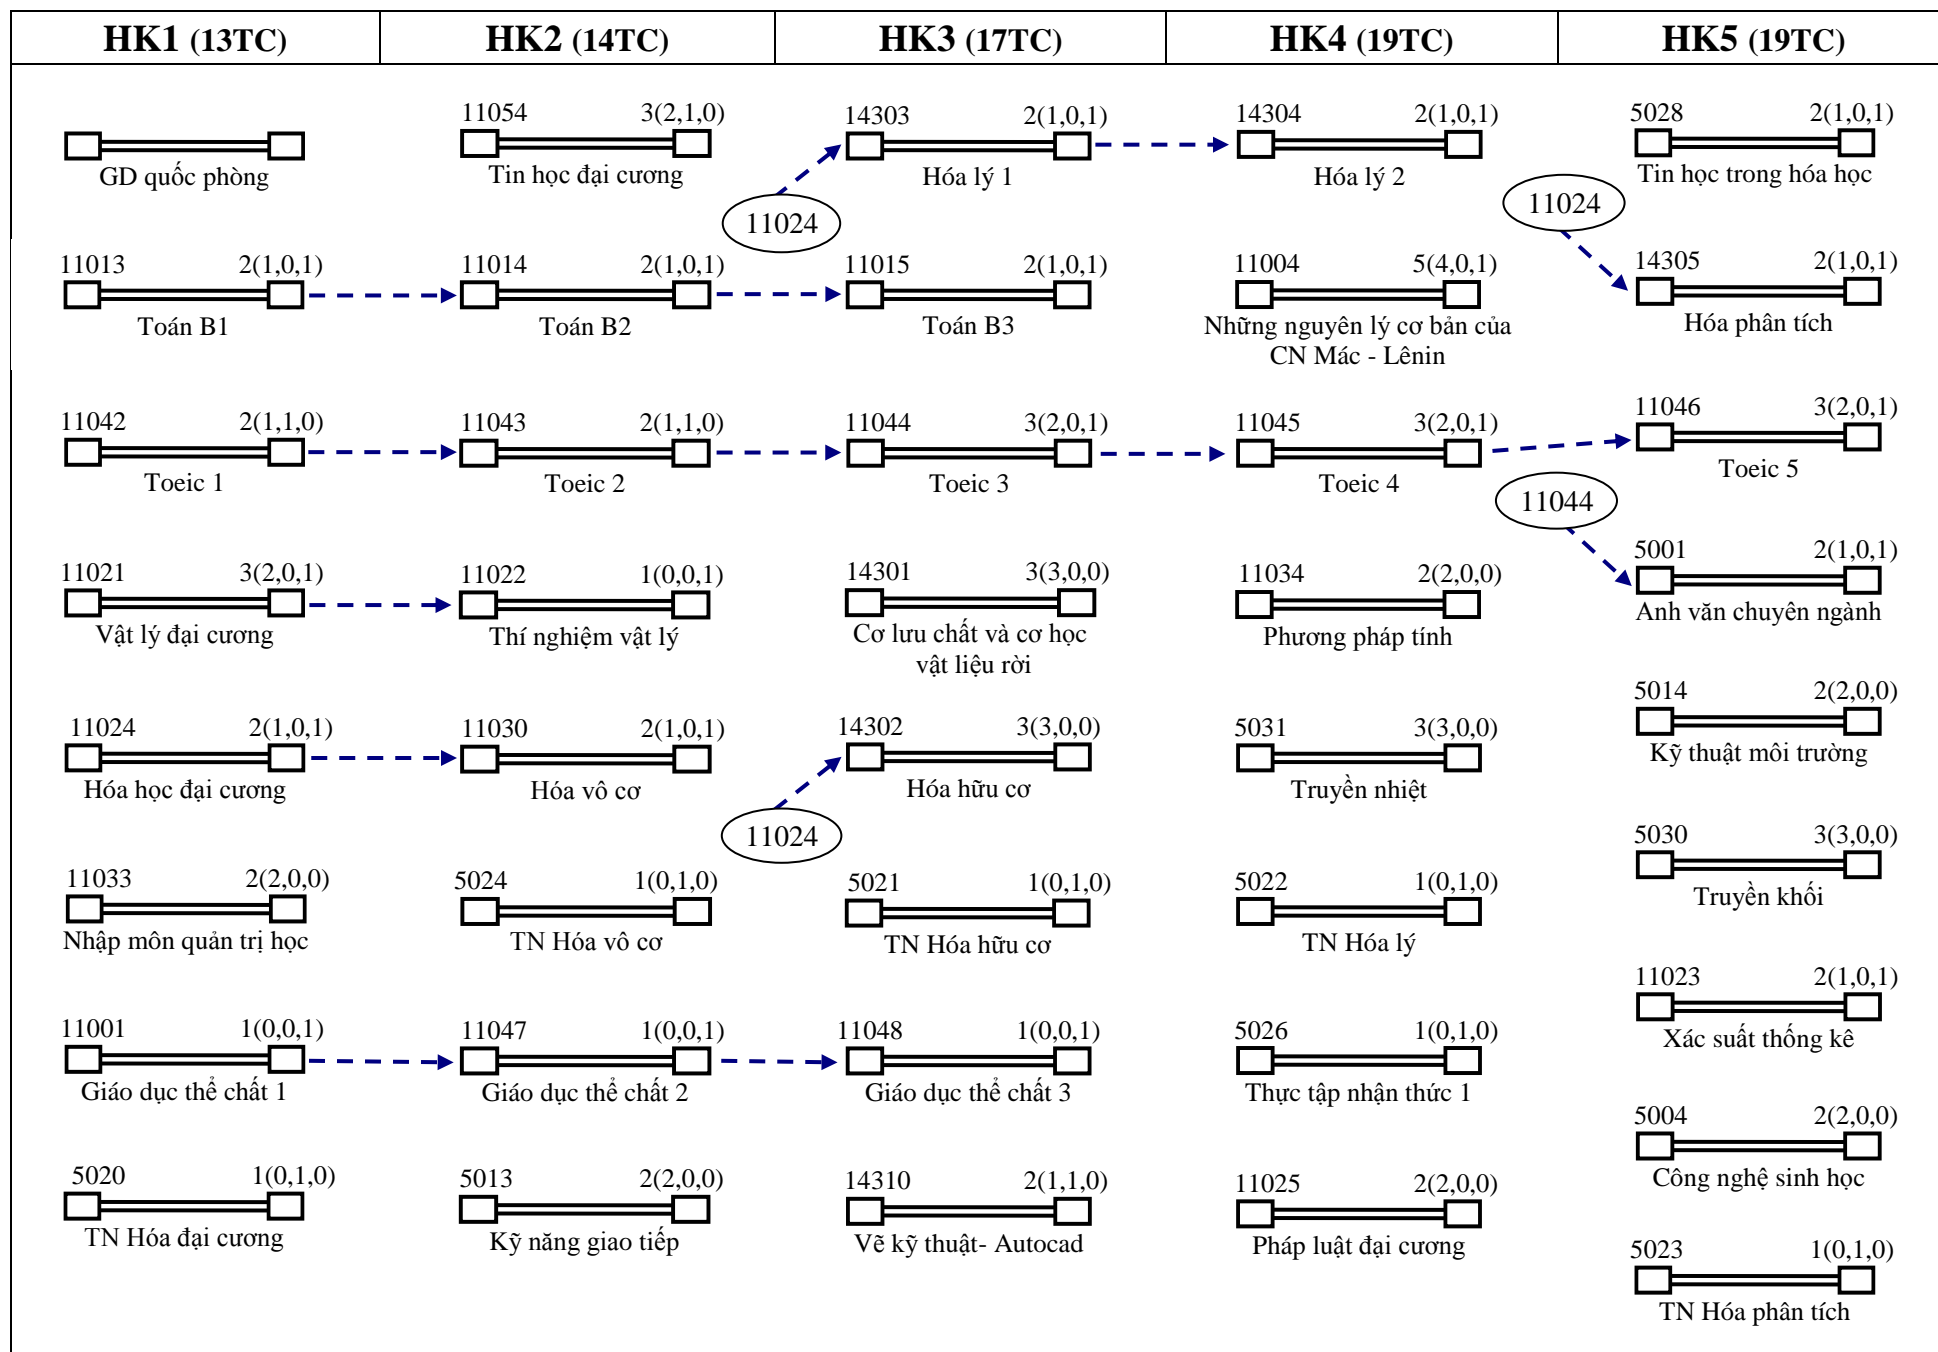 HK1 (13TC)
HK2 (14TC)
HK3 (17TC)
HK4 (19TC)
HK5 (19TC)
GD quốc phòng
11013 2(1,0,1)
Toán B1
11042 2(1,1,0)
Toeic 1
11021 3(2,0,1)
Vật lý đại cương
11024 2(1,0,1)
Hóa học đại cương
11033 2(2,0,0)
Nhập môn quản trị học
11001 1(0,0,1)
Giáo dục thể chất 1
5020 1(0,1,0)
TN Hóa đại cương
11054 3(2,1,0)
Tin học đại cương
11014 2(1,0,1)
Toán B2
11043 2(1,1,0)
Toeic 2
11022 1(0,0,1)
Thí nghiệm vật lý
11030 2(1,0,1)
Hóa vô cơ
5024 1(0,1,0)
TN Hóa vô cơ
11047 1(0,0,1)
Giáo dục thể chất 2
5013 2(2,0,0)
Kỹ năng giao tiếp
14303 2(1,0,1)
Hóa lý 1
11024
11015 2(1,0,1)
Toán B3
11044 3(2,0,1)
Toeic 3
14301 3(3,0,0)
Cơ lưu chất và cơ học
vật liệu rời
14302 3(3,0,0)
Hóa hữu cơ
11024
5021 1(0,1,0)
TN Hóa hữu cơ
11048 1(0,0,1)
Giáo dục thể chất 3
14310 2(1,1,0)
Vẽ kỹ thuật- Autocad
14304 2(1,0,1)
Hóa lý 2
11004 5(4,0,1)
Những nguyên lý cơ bản của
CN Mác - Lênin
11045 3(2,0,1)
Toeic 4
11034 2(2,0,0)
Phương pháp tính
5031 3(3,0,0)
Truyền nhiệt
5022 1(0,1,0)
TN Hóa lý
5026 1(0,1,0)
Thực tập nhận thức 1
11025 2(2,0,0)
Pháp luật đại cương
5028 2(1,0,1)
Tin học trong hóa học
11024
14305 2(1,0,1)
Hóa phân tích
11046 3(2,0,1)
Toeic 5
11044
5001 2(1,0,1)
Anh văn chuyên ngành
5014 2(2,0,0)
Kỹ thuật môi trường
5030 3(3,0,0)
Truyền khối
11023 2(1,0,1)
Xác suất thống kê
5004 2(2,0,0)
Công nghệ sinh học
5023 1(0,1,0)
TN Hóa phân tích